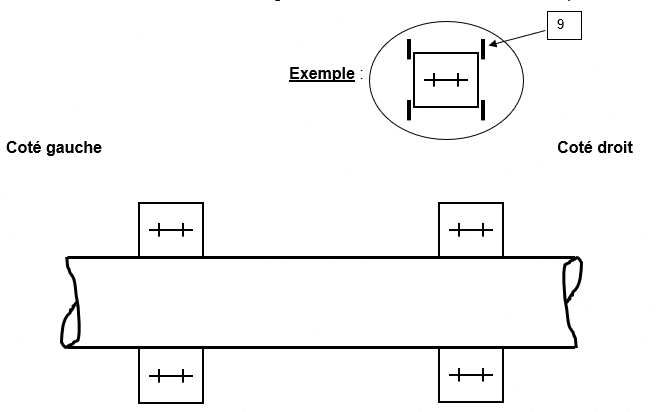 9
Exemple :
Coté gauche
Coté droit